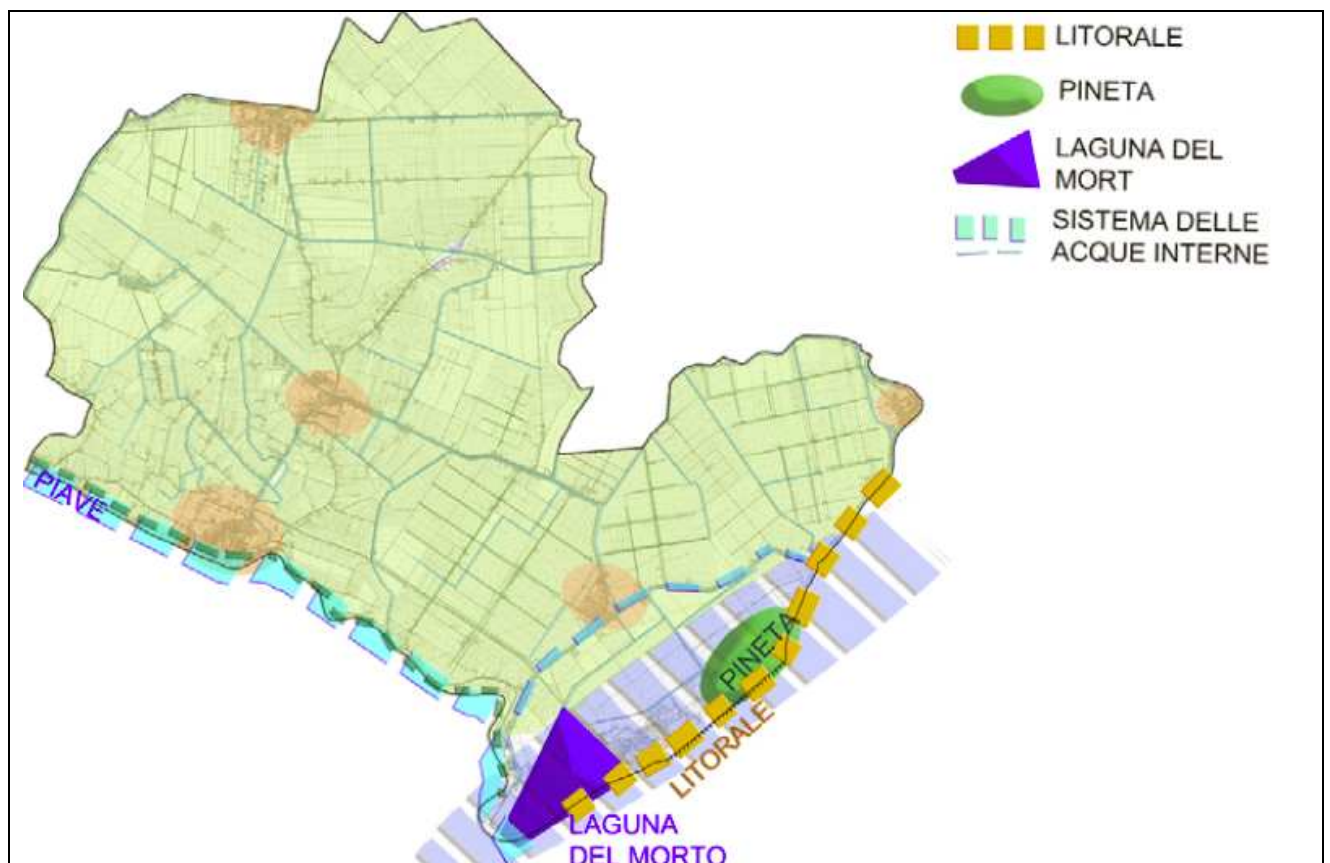 LITORALE
PINETA
LAGUNA DEL
MORT
SISTEMA DELLE
ACQUE INTERNE
PIAVE
PINETA
LITORALE
LAGUNA
DEL MORTO